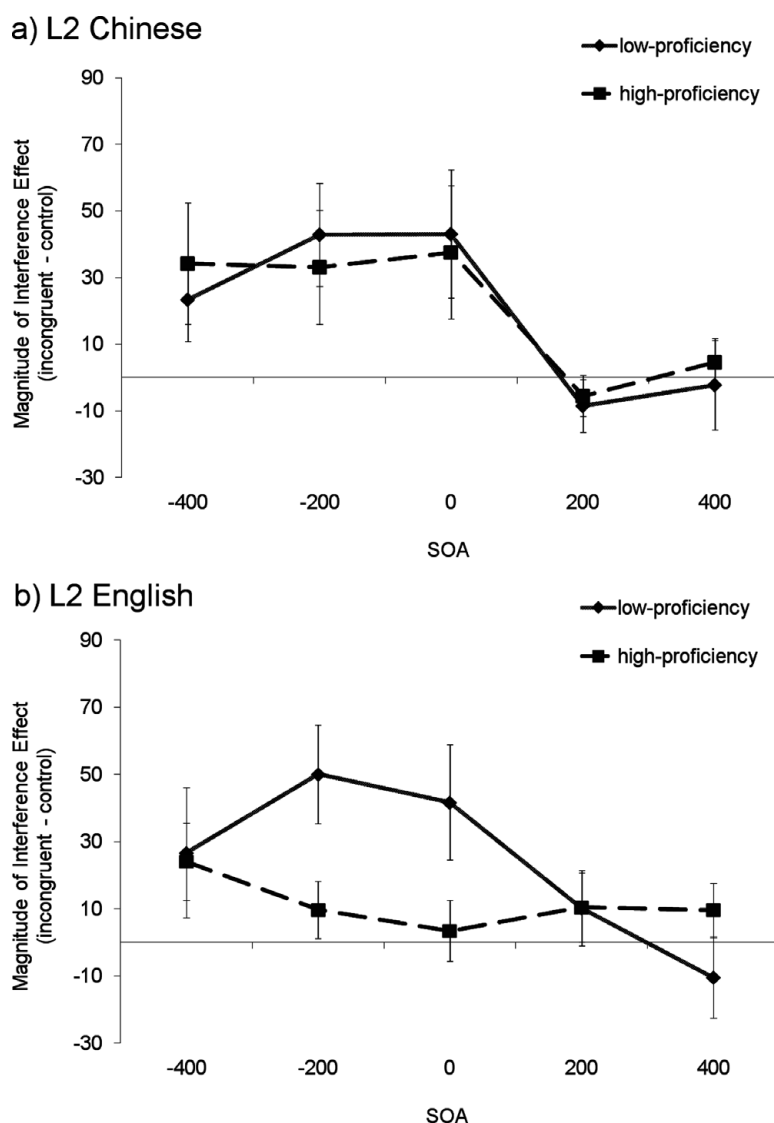 a) L2 Chinese
low-proficiency
high-proficiency
Magnitude of Interference Effect
(incongruent - control)
90
70
50
30
10
-10
-30
-400 -200 0 200 400
SOA
b) L2 English
low-proficiency
high-proficiency
Magnitude of Interference Effect
(incongruent - control)
90
70
50
30
10
-10
-30
-400 -200 0 200 400
SOA